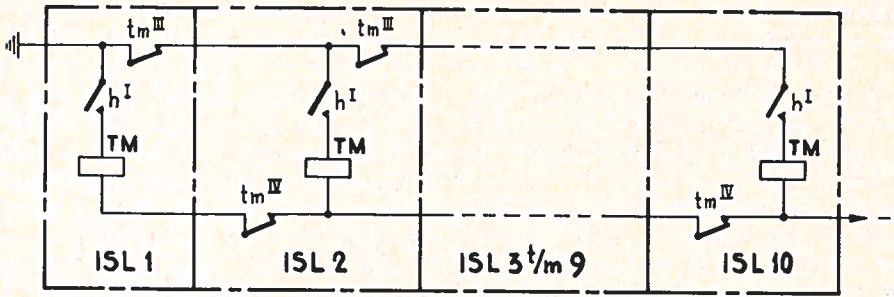 tm III tm III
h I h I h I
TM TM TM
tm IV tm IV
ISL 1 ISL 2 ISL 3 t/m 9 ISL 10